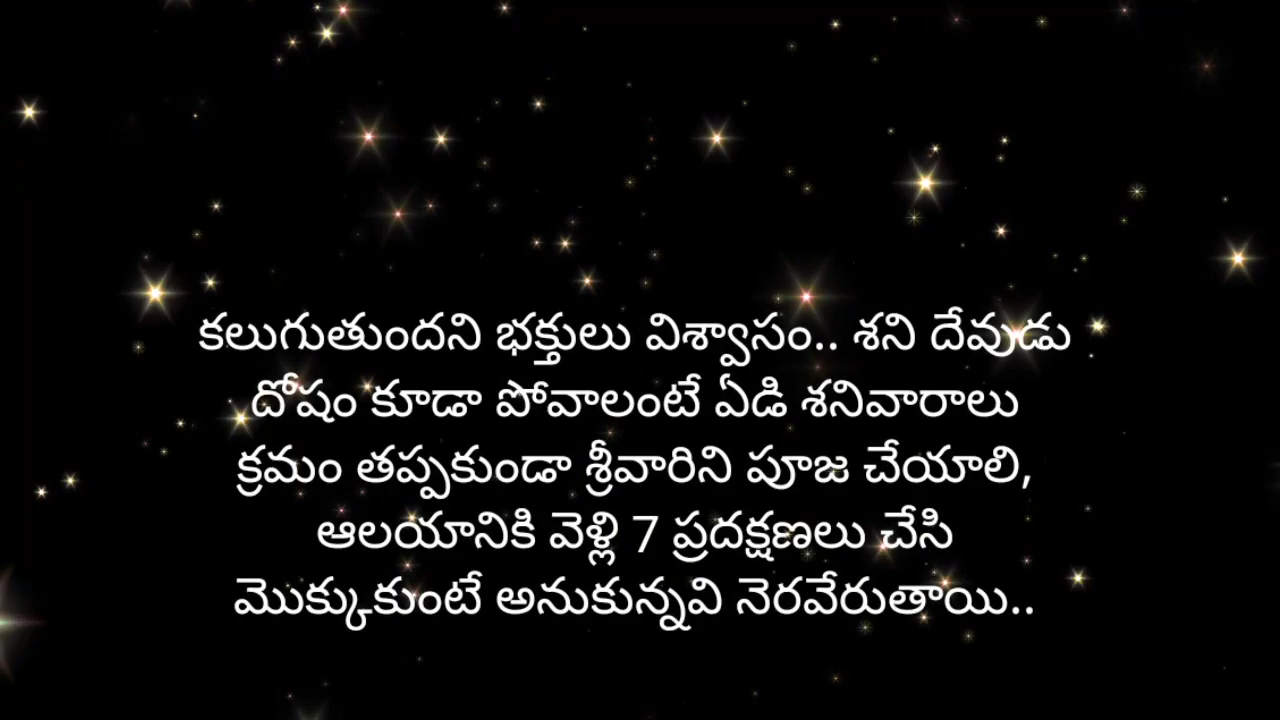 కలుగుతుందని భక్తులు విశ్వాసం.. శని దేవుడు
దోషం కూడా పోవాలంటే ఏడి శనివారాలు
క్రమం తప్పకుండా శ్రీవారిని పూజ చేయాలి,
ఆలయానికి వెళ్లి 7 ప్రదక్షణలు చేసి
మొక్కుకుంటే అనుకున్నవి నెరవేరుతాయి..